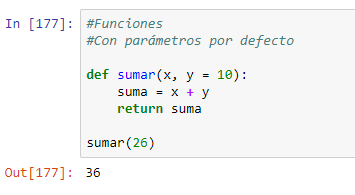 In [177]: #Funciones
#Con parámetros por defecto
def sumar(x, y = 10):
    suma = x + y
    return suma
sumar(26)
Out[177]: 36